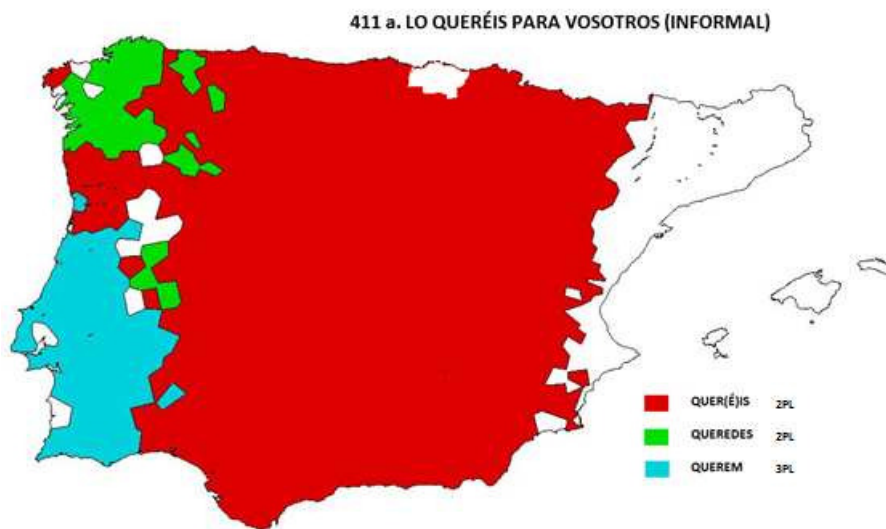 411 a. LO QUERÉIS PARA VOSOTROS (INFORMAL)
QUER(É)IS 2PL
QUEREDES 2PL
QUEREM 3PL